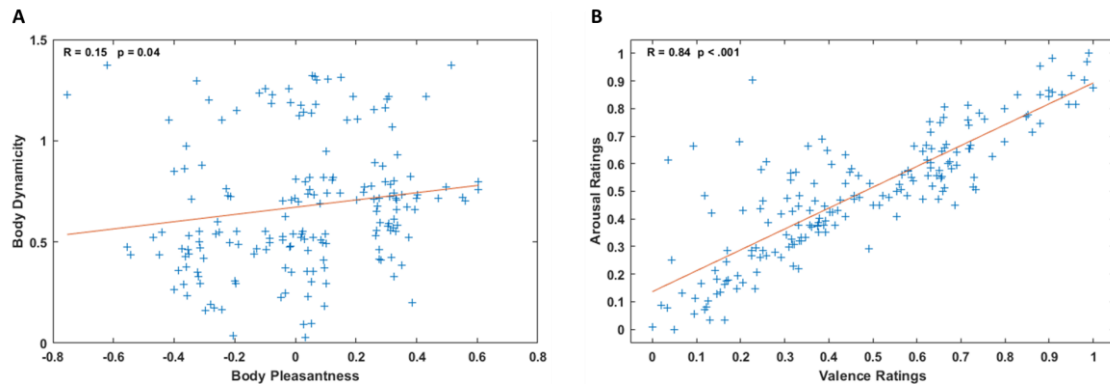 A
R = 0.15 p = 0.04
1.5
1
0.5
0
Body Dynamicity
-0.8 -0.6 -0.4 -0.2 0 0.2 0.4 0.6 0.8
Body Pleasantness
B
R = 0.84 p < .001
1
0.9
0.8
0.7
0.6
0.5
0.4
0.3
0.2
0.1
0
Arousal Ratings
0 0.1 0.2 0.3 0.4 0.5 0.6 0.7 0.8 0.9 1
Valence Ratings